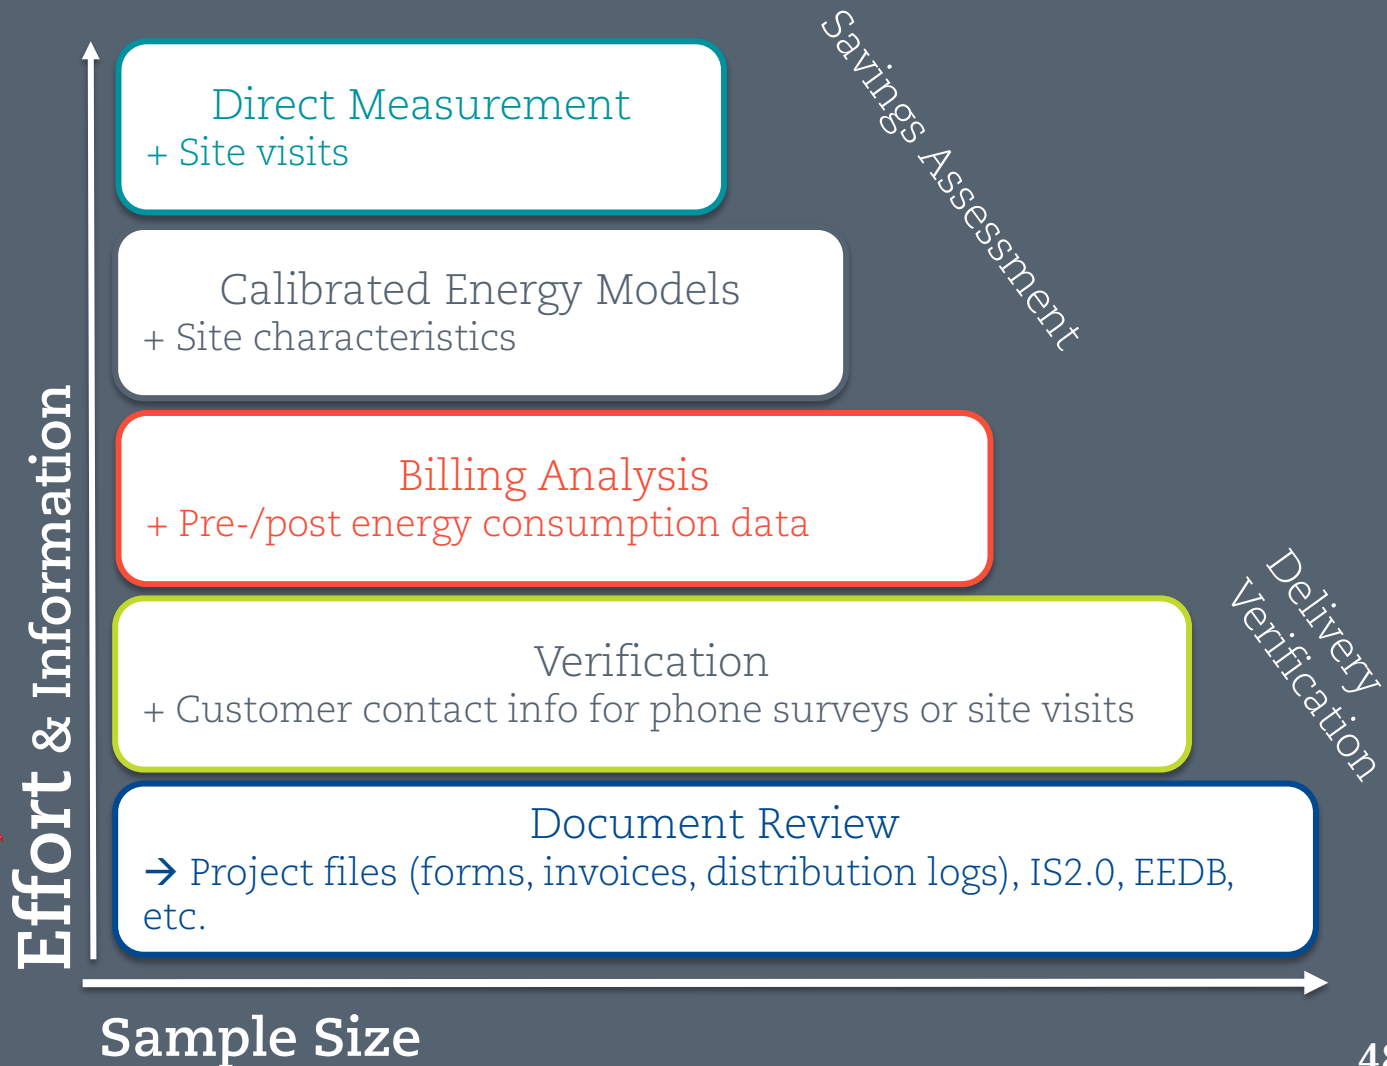 Savings Assessment
Direct Measurement
+ Site visits
Calibrated Energy Models
+ Site characteristics
Billing Analysis
+ Pre-/post energy consumption data
Delivery
Verification
Verification
+ Customer contact info for phone surveys or site visits
Document Review
→ Project files (forms, invoices, distribution logs), IS2.0, EEDB,
etc.
Effort & Information
Sample Size